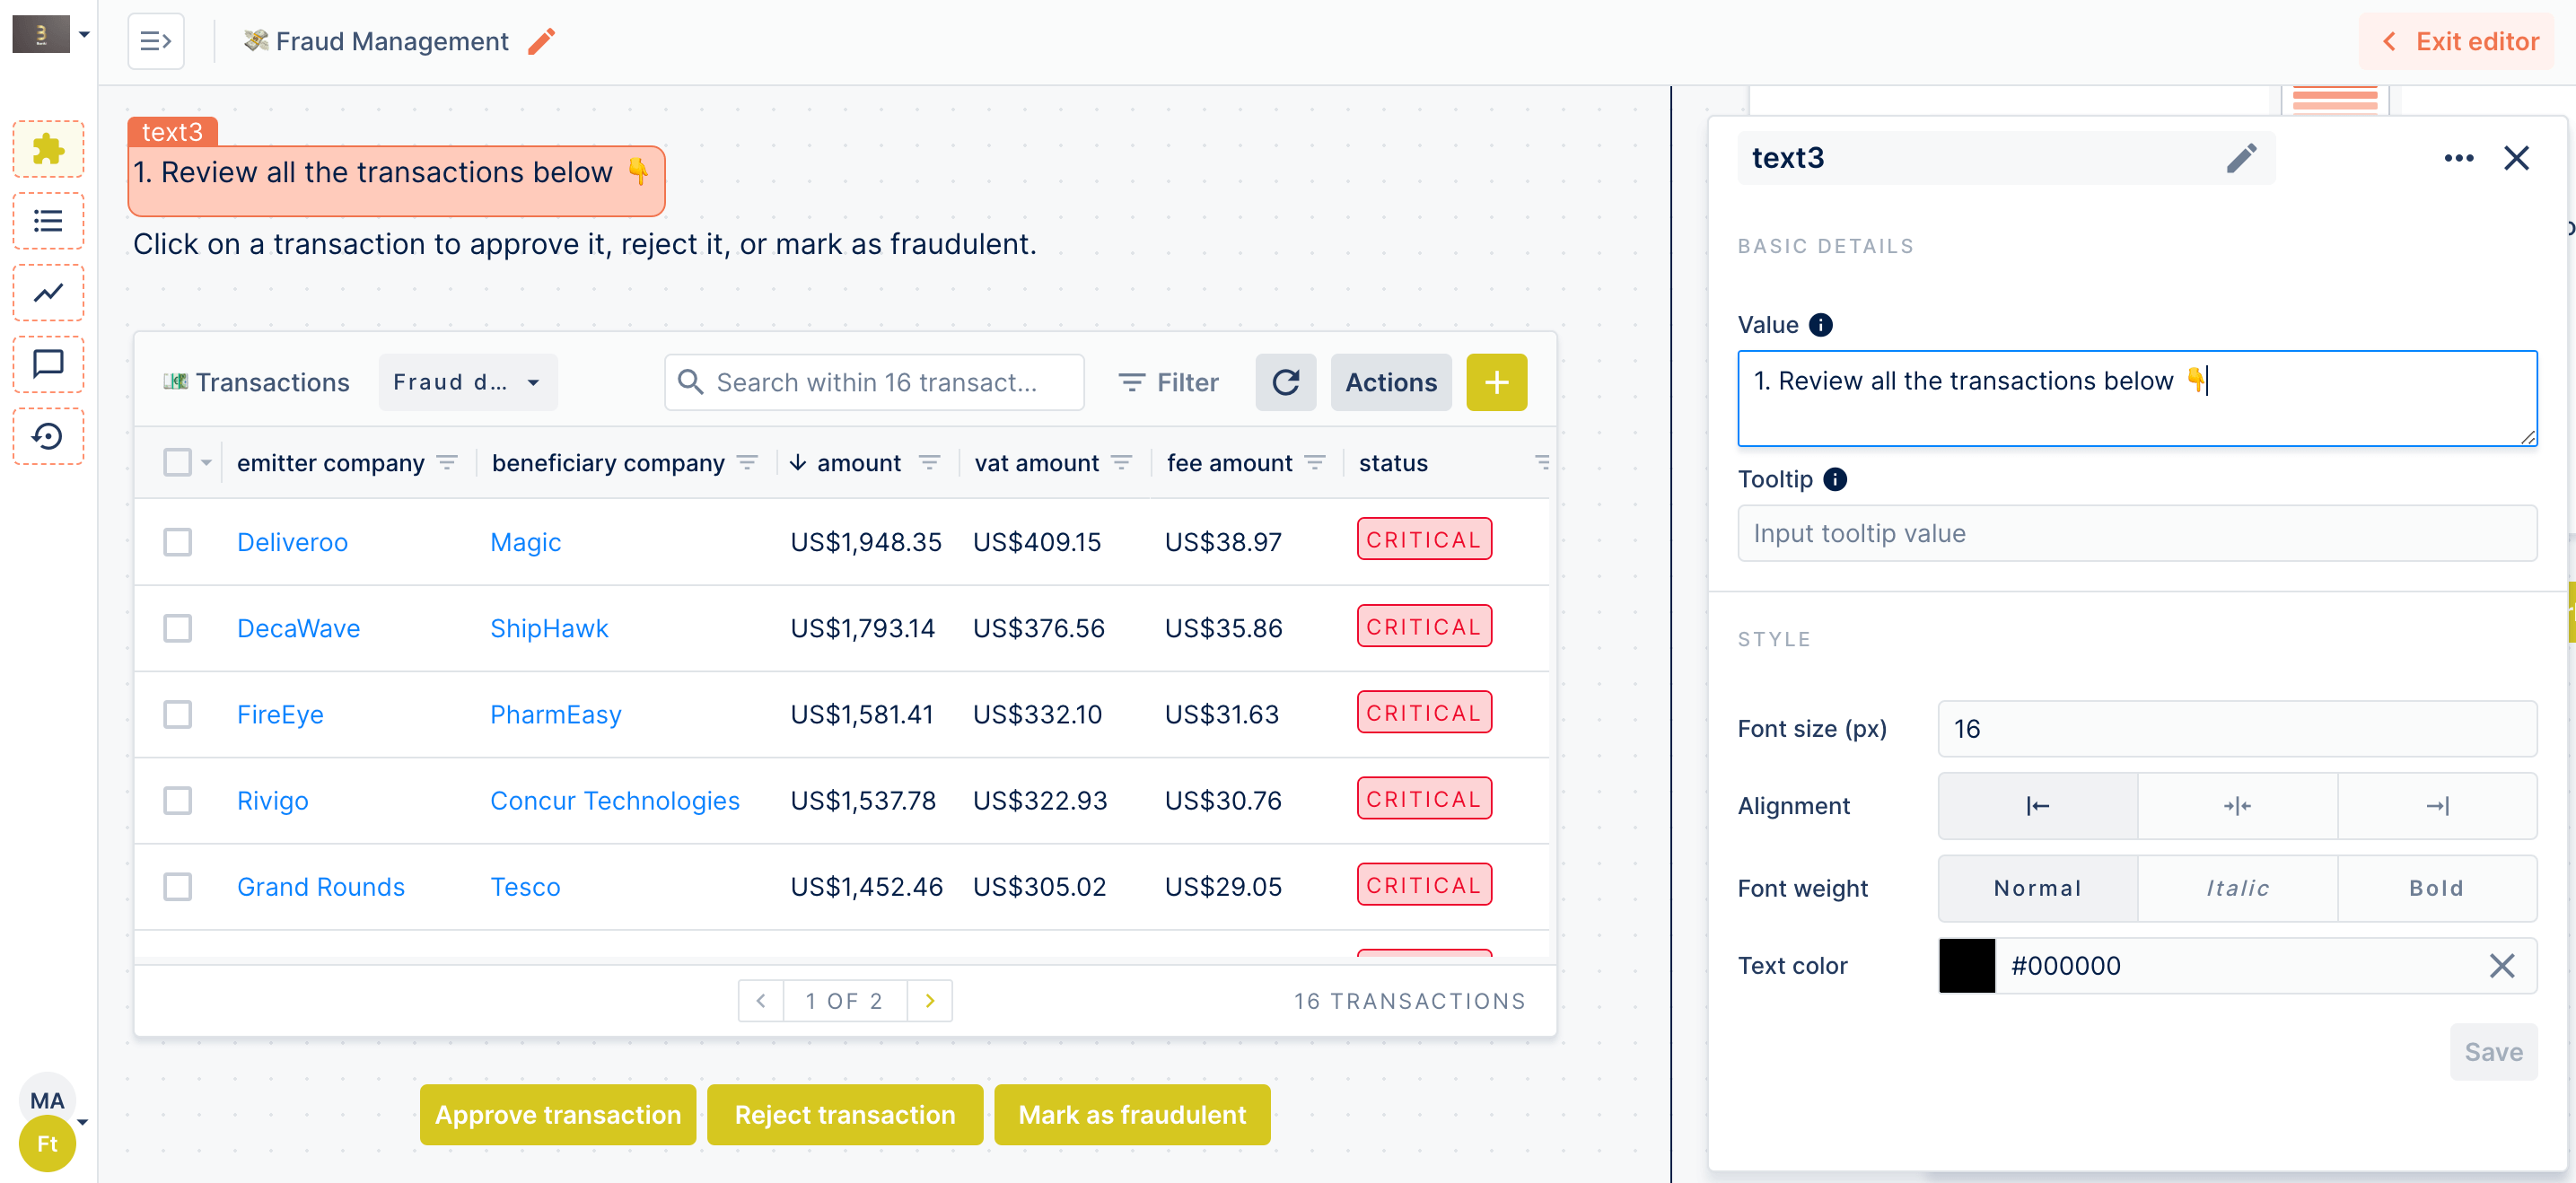 💸 Fraud Management
Exit editor
text3
1. Review all the transactions below 👇
Click on a transaction to approve it, reject it, or mark as fraudulent.
💵 Transactions
Fraud d...
Search within 16 transact...
Filter
Actions
+
emitter company
beneficiary company
amount
vat amount
fee amount
status
Deliveroo Magic US$1,948.35 US$409.15 US$38.97 CRITICAL
DecaWave ShipHawk US$1,793.14 US$376.56 US$35.86 CRITICAL
FireEye PharmEasy US$1,581.41 US$332.10 US$31.63 CRITICAL
Rivigo Concur Technologies US$1,537.78 US$322.93 US$30.76 CRITICAL
Grand Rounds Tesco US$1,452.46 US$305.02 US$29.05 CRITICAL
1 OF 2
16 TRANSACTIONS
Approve transaction
Reject transaction
Mark as fraudulent
MA
Ft
text3
BASIC DETAILS
Value
1. Review all the transactions below 👇
Tooltip
Input tooltip value
STYLE
Font size (px)
16
Alignment
Font weight
Normal
Italic
Bold
Text color
#000000
Save